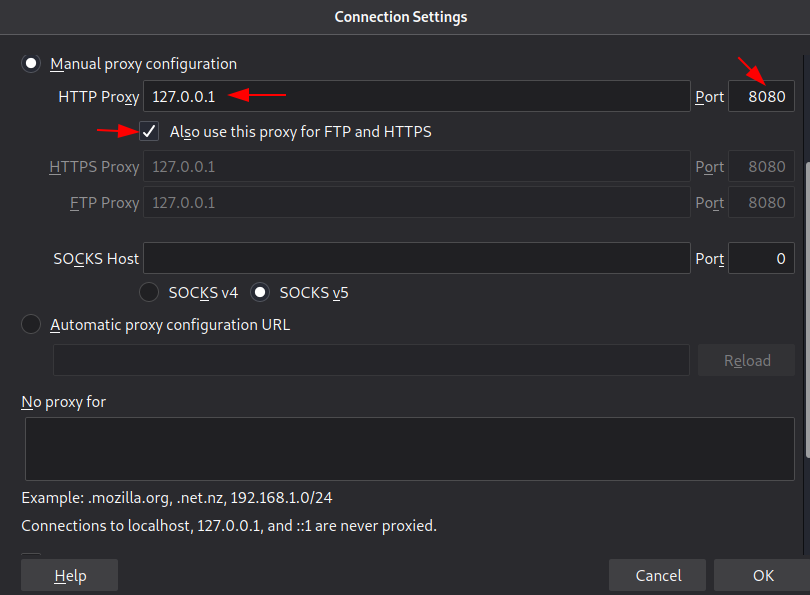 Connection Settings
Manual proxy configuration
HTTP Proxy 127.0.0.1 Port 8080
Also use this proxy for FTP and HTTPS
HTTPS Proxy 127.0.0.1 Port 8080
FTP Proxy 127.0.0.1 Port 8080
SOCKS Host Port 0
SOCKS v4 SOCKS v5
Automatic proxy configuration URL
Reload
No proxy for
Example: .mozilla.org, .net.nz, 192.168.1.0/24
Connections to localhost, 127.0.0.1, and ::1 are never proxied.
Help Cancel OK